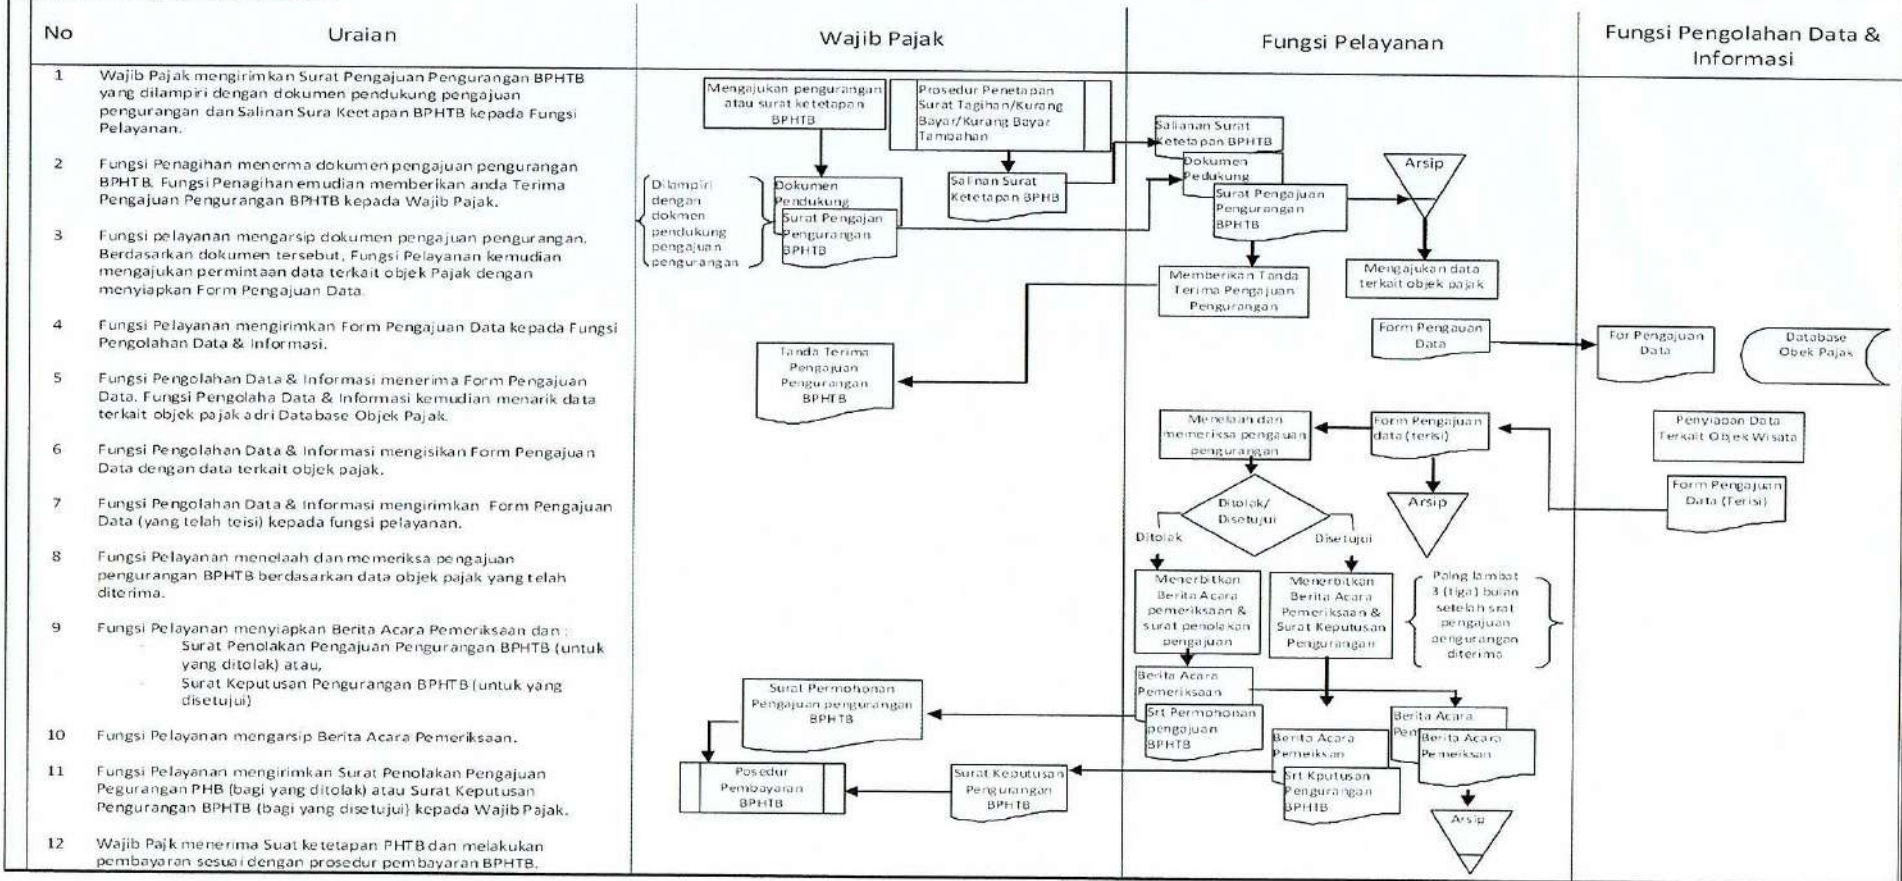 No
Uraian
Wajib Pajak
Fungsi Pelayanan
Fungsi Pengolahan Data &
Informasi
1
Wajib Pajak mengirimkan Surat Pengajuan Pengurangan BPHTB
yang dilampiri dengan dokumen pendukung pengajuan
pengurangan dan Salinan Sura Keetapan BPHTB kepada Fungsi
Pelayanan.
2
Fungsi Penagihan menerma dokumen pengajuan pengurangan
BPHTB. Fungsi Penagihan emudian memberikan anda Terima
Pengajuan Pengurangan BPHTB kepada Wajib Pajak.
3
Fungsi pelayanan mengarsip dokumen pengajuan pengurangan.
Berdasarkan dokumen tersebut, Fungsi Pelayanan kemudian
mengajukan permintaan data terkait objek Pajak dengan
menyiapkan Form Pengajuan Data.
4
Fungsi Pelayanan mengirimkan Form Pengajuan Data kepada Fungsi
Pengolahan Data & Informasi.
5
Fungsi Pengolahan Data & Informasi menerima Form Pengajuan
Data. Fungsi Pengolaha Data & Informasi kemudian menarik data
terkait objek pajak adri Database Objek Pajak.
6
Fungsi Pengolahan Data & Informasi mengisikan Form Pengajuan
Data dengan data terkait objek pajak.
7
Fungsi Pengolahan Data & Informasi mengirimkan Form Pengajuan
Data (yang telah teisi) kepada fungsi pelayanan.
8
Fungsi Pelayanan menelaah dan memeriksa pengajuan
pengurangan BPHTB berdasarkan data objek pajak yang telah
diterima.
9
Fungsi Pelayanan menyiapkan Berita Acara Pemeriksaan dan :
- Surat Penolakan Pengajuan Pengurangan BPHTB (untuk
yang ditolak) atau,
- Surat Keputusan Pengurangan BPHTB (untuk yang
disetujui)
10
Fungsi Pelayanan mengarsip Berita Acara Pemeriksaan.
11
Fungsi Pelayanan mengirimkan Surat Penolakan Pengajuan
Pegurangan PHB (bagi yang ditolak) atau Surat Keputusan
Pengurangan BPHTB (bagi yang disetujui) kepada Wajib Pajak.
12
Wajib Pajk menerima Suat ketetapan PHTB dan melakukan
pembayaran sesuai dengan prosedur pembayaran BPHTB.
Mengajukan pengurangan
atau surat ketetapan
BPHTB
Prosedur Penetapan
Surat Tagihan/Kurang
Bayar/Kurang Bayar
Tambahan
Dilampiri
dengan
dokmen
pendukung
pengajuan
pengurangan
Dokumen
Pendukung
Surat Pengajan
Pengurangan
BPHTB
Salinan Surat
Ketetapan BPHB
Tanda Terima
Pengajuan
Pengurangan
BPHTB
Surat Permohonan
Pengajuan pengurangan
BPHTB
Posedur
Pembayaran
BPHTB
Surat Keputusan
Pengurangan
BPHTB
Salianan Surat
Ketetapan BPHTB
Dokumen
Pedukung
Surat Pengajuan
Pengurangan
BPHTB
Arsip
Memberikan Tanda
Terima Pengajuan
Pengurangan
Mengajukan data
terkait objek pajak
Form Pengauan
Data
Menelaah dan
memeriksa pengauan
pengurangan
Form Pengajuan
data (terisi)
Arsip
Ditolak/
Disetujui
Ditolak
Disetujui
Menerbitkan
Berita Acara
pemeriksaan &
surat penolakan
pengajuan
Menerbitkan
Berita Acara
Pemeriksaan &
Surat Keputusan
Pengurangan
Palng lambat
3 (tiga) bulan
setelah srat
pengajuan
pengurangan
diterima
Berita Acara
Pemeriksaan
Srt Permohonan
pengajuan
BPHTB
Berita Acara
Pemeiksan
Srt Kputusan
Pengurangan
BPHTB
Berita Acara
Pem
Berita Acara
Pemeiksan
Arsip
For Pengajuan
Data
Database
Obek Pajak
Penyiapan Data
Terkait Objek Wisata
Form Pengajuan
Data (Terisi)